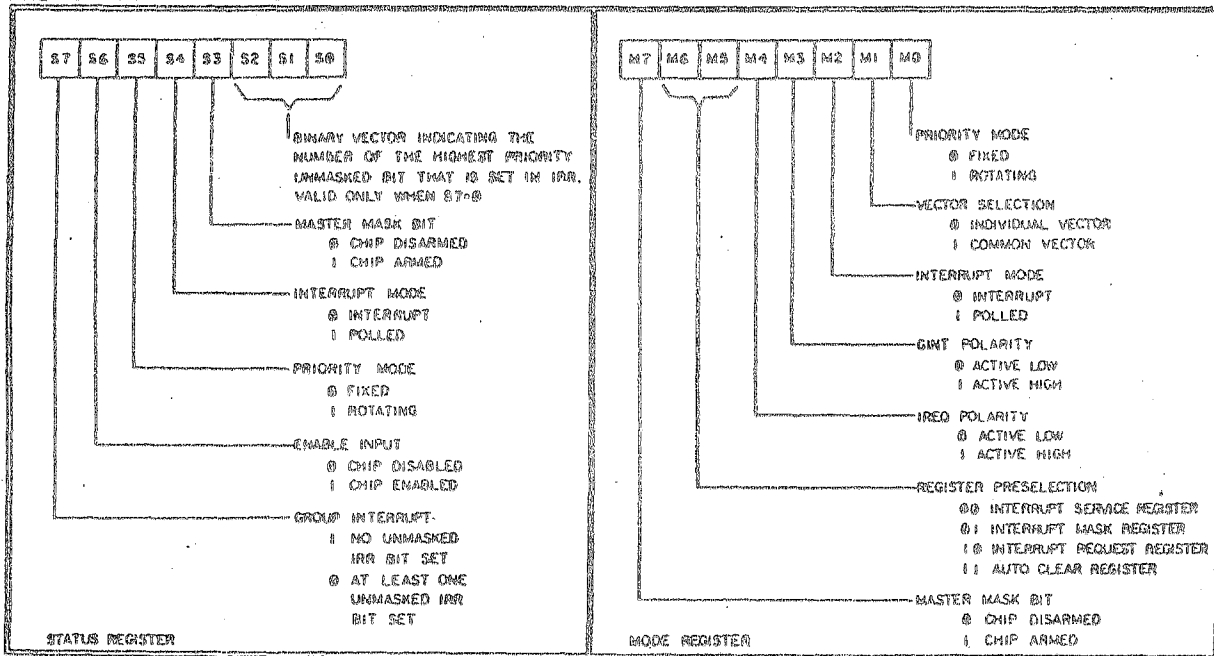 S7 S6 S5 S4 S3 S2 S1 S0
BINARY VECTOR INDICATING THE
NUMBER OF THE HIGHEST PRIORITY
UNMASKED BIT THAT IS SET IN IRR.
VALID ONLY WHEN S7=0
MASTER MASK BIT
0 CHIP DISARMED
1 CHIP ARMED
INTERRUPT MODE
0 INTERRUPT
1 POLLED
PRIORITY MODE
0 FIXED
1 ROTATING
ENABLE INPUT
0 CHIP DISABLED
1 CHIP ENABLED
GROUP INTERRUPT
1 NO UNMASKED
IRR BIT SET
0 AT LEAST ONE
UNMASKED IRR
BIT SET
STATUS REGISTER
M7 M6 M5 M4 M3 M2 M1 M0
PRIORITY MODE
0 FIXED
1 ROTATING
VECTOR SELECTION
0 INDIVIDUAL VECTOR
1 COMMON VECTOR
INTERRUPT MODE
0 INTERRUPT
1 POLLED
GINT POLARITY
0 ACTIVE LOW
1 ACTIVE HIGH
IREQ POLARITY
0 ACTIVE LOW
1 ACTIVE HIGH
REGISTER PRESELECTION
00 INTERRUPT SERVICE REGISTER
01 INTERRUPT MASK REGISTER
10 INTERRUPT REQUEST REGISTER
11 AUTO CLEAR REGISTER
MASTER MASK BIT
0 CHIP DISARMED
1 CHIP ARMED
MODE REGISTER